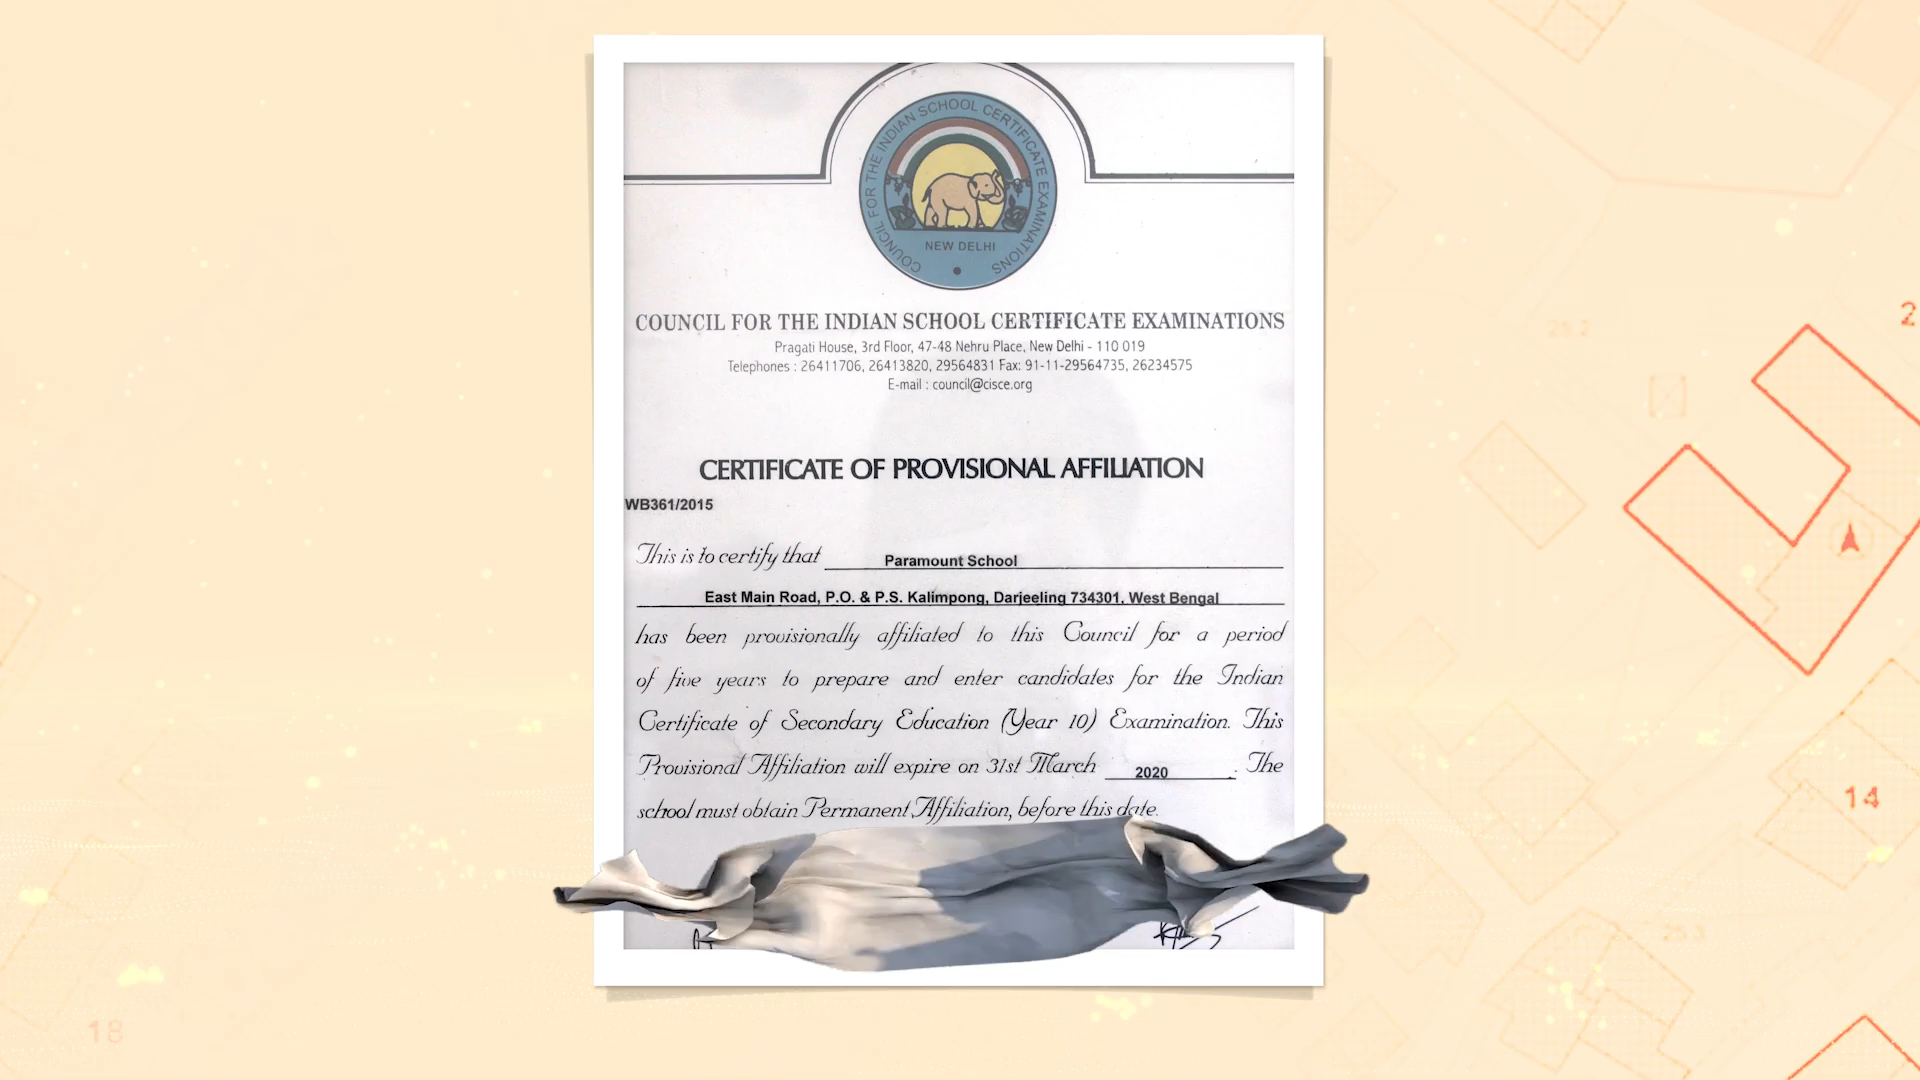 COUNCIL FOR THE INDIAN SCHOOL CERTIFICATE EXAMINATIONS
NEW DELHI
COUNCIL FOR THE INDIAN SCHOOL CERTIFICATE EXAMINATIONS
Pragati House, 3rd Floor, 47-48 Nehru Place, New Delhi - 110 019
Telephones : 26411706, 26413820, 29564831 Fax: 91-11-29564735, 26234575
E-mail : council@cisce.org
CERTIFICATE OF PROVISIONAL AFFILIATION
WB361/2015
This is to certify that Paramount School
East Main Road, P.O. & P.S. Kalimpong, Darjeeling 734301, West Bengal
has been provisionally affiliated to this Council for a period
of five years to prepare and enter candidates for the Indian
Certificate of Secondary Education (Year 10) Examination. This
Provisional Affiliation will expire on 31st March 2020. The
school must obtain Permanent Affiliation, before this date.
2
25.2
14
25.3
18